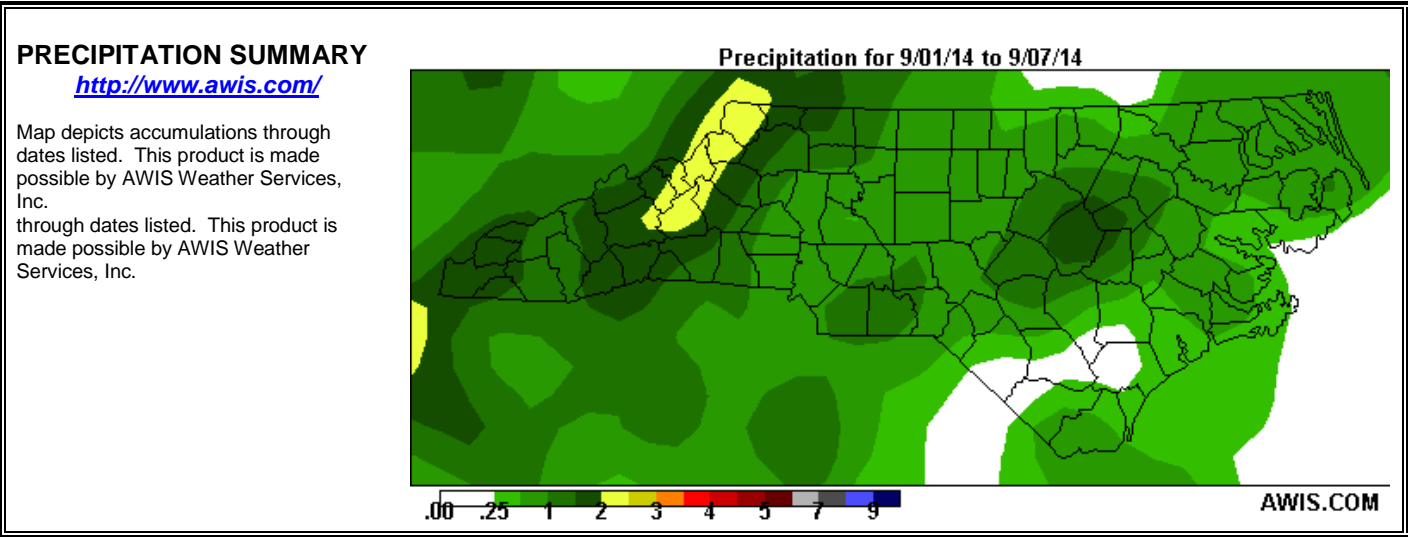 PRECIPITATION SUMMARY
http://www.awis.com/
Map depicts accumulations through
dates listed. This product is made
possible by AWIS Weather Services,
Inc.
through dates listed. This product is
made possible by AWIS Weather
Services, Inc.
Precipitation for 9/01/14 to 9/07/14
.00 .25 1 2 3 4 5 7 9
AWIS.COM